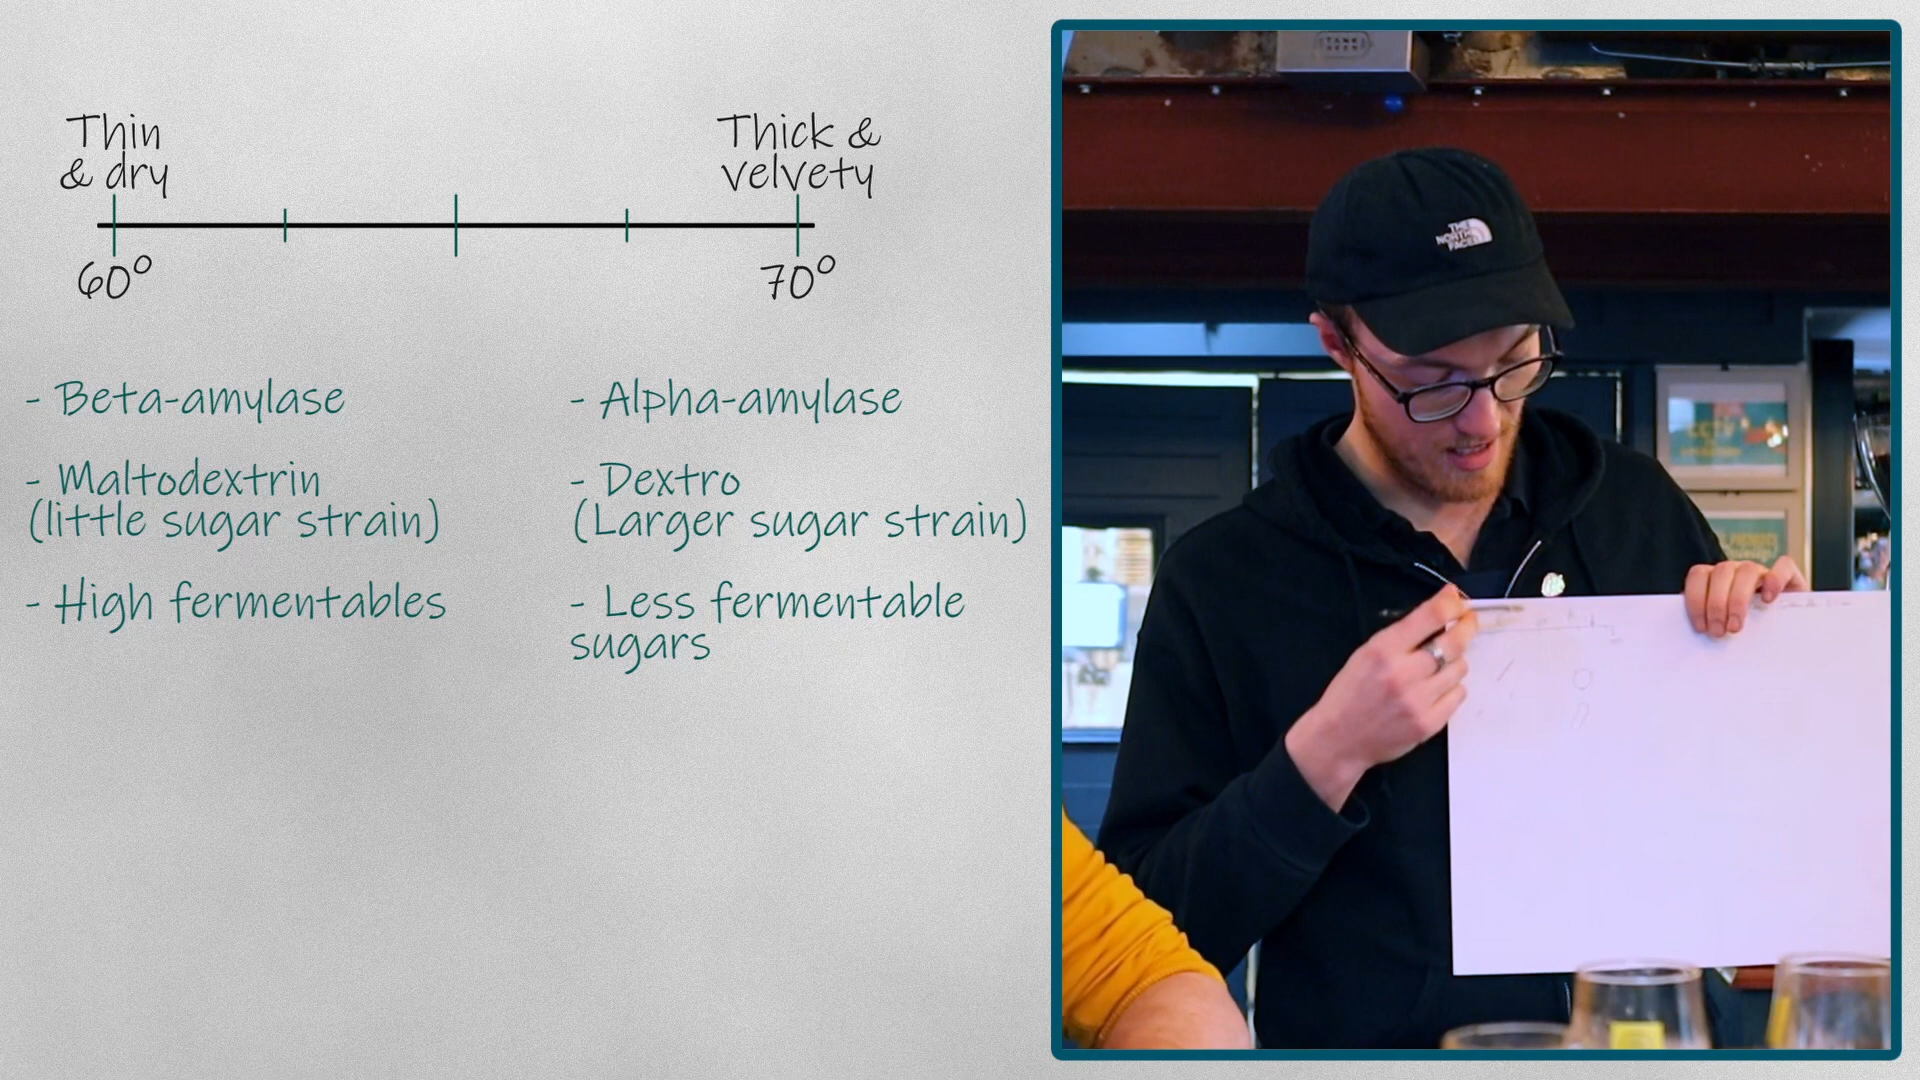 Thin
& dry
Thick &
velvety
60°
70°
- Beta-amylase
- Maltodextrin
(little sugar strain)
- High fermentables
- Alpha-amylase
- Dextro
(Larger sugar strain)
- Less fermentable
sugars
THE
NORTH
FACE